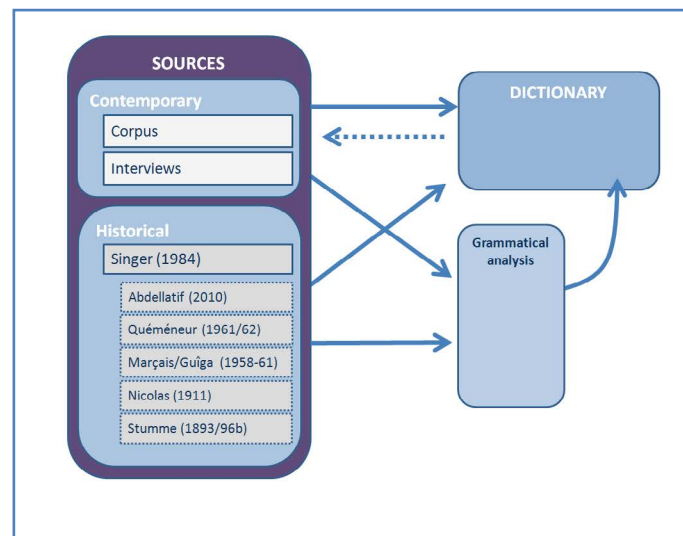 SOURCES
Contemporary
Corpus
Interviews
Historical
Singer (1984)
Abdellatif (2010)
Quéméneur (1961/62)
Marçais/Guîga (1958-61)
Nicolas (1911)
Stumme (1893/96b)
DICTIONARY
Grammatical
analysis